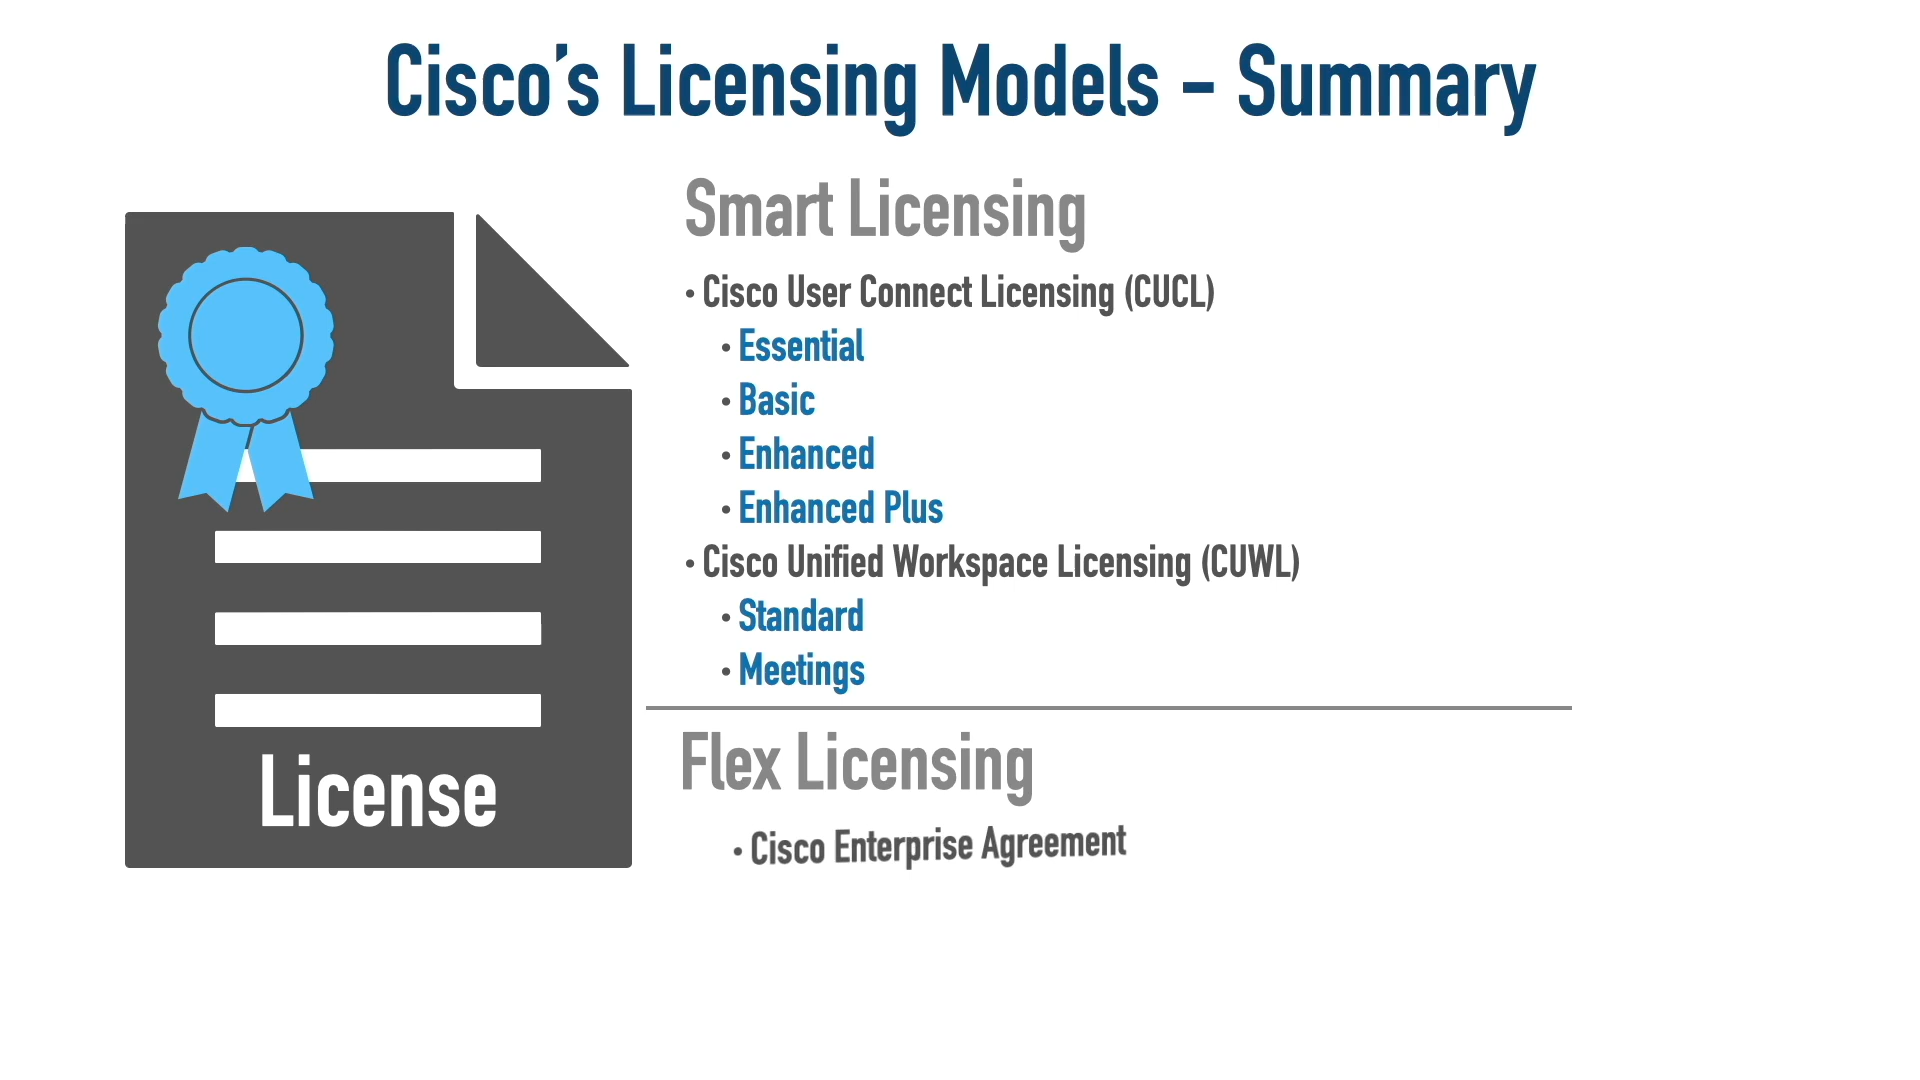 Cisco's Licensing Models – Summary
Smart Licensing
• Cisco User Connect Licensing (CUCL)
• Essential
• Basic
• Enhanced
• Enhanced Plus
• Cisco Unified Workspace Licensing (CUWL)
• Standard
• Meetings
Flex Licensing
• Cisco Enterprise Agreement
License